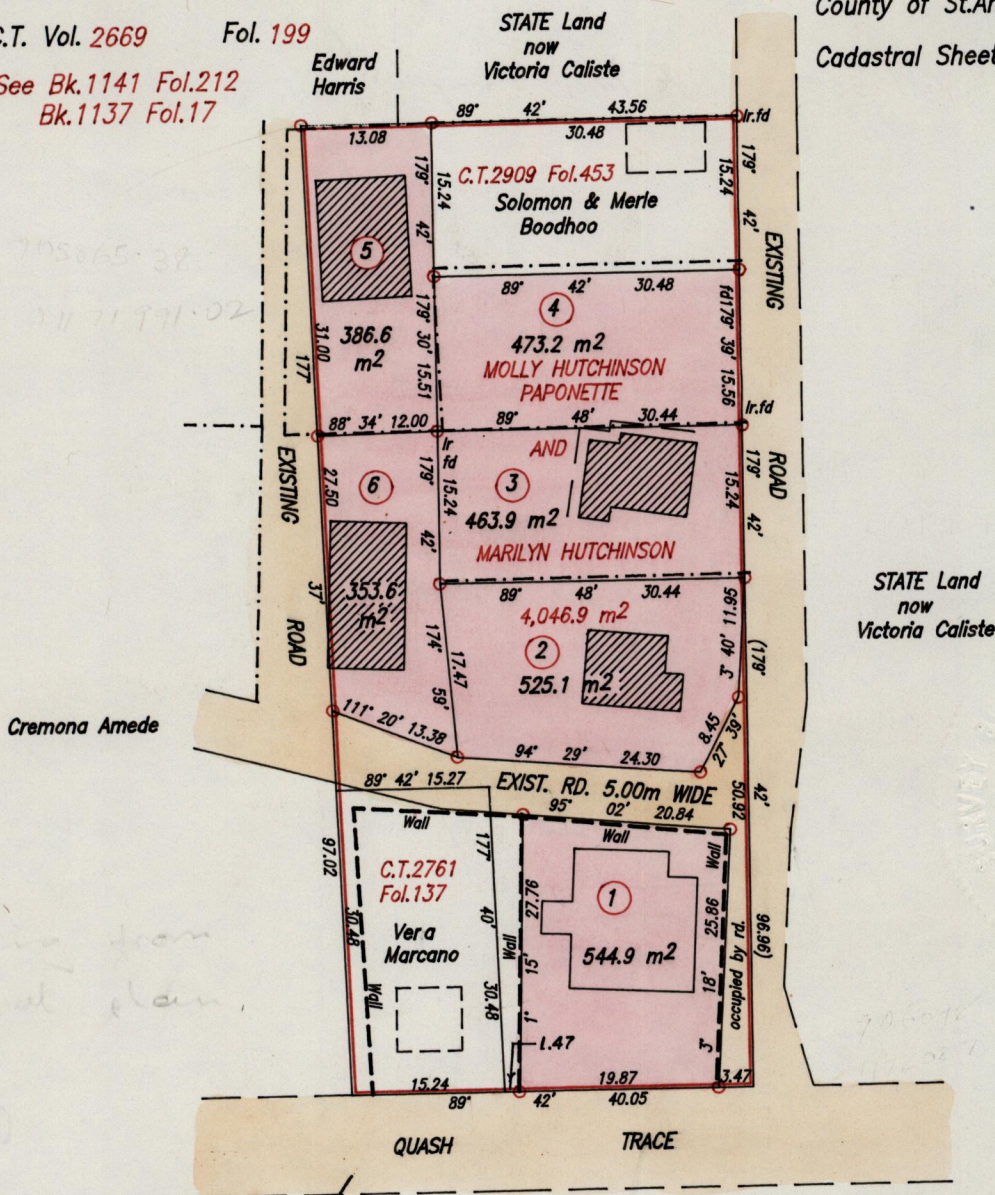 C.T. Vol. 2669 Fol. 199
See Bk.1141 Fol.212
Bk.1137 Fol.17
Edward
Harris
STATE Land
now
Victoria Caliste
County of St.
Cadastral Sheet
89° 42' 43.56
13.08
30.48
Ir.fd
179° 42'
15.24
C.T.2909 Fol.453
Solomon & Merle
Boodhoo
179° 15.24 42'
EXISTING
ROAD
5
386.6
m2
31.00
177°
179° 30' 15.51
89° 42' 30.48
4
473.2 m2
MOLLY HUTCHINSON
PAPONETTE
fd179° 39' 15.56
Ir.fd
88° 34' 12.00
89° 48' 30.44
Ir
fd
AND
3
463.9 m2
MARILYN HUTCHINSON
179° 42'
15.24
179° 15.24 42'
EXISTING
ROAD
27.50
37'
6
353.6
m2
89° 48' 30.44
4,046.9 m2
2
525.1 m2
174° 59'
17.47
3° 40' 11.56
(179°
STATE Land
now
Victoria Caliste
Cremona Amede
111° 20' 13.38
94° 29' 24.30
8.45
27° 39'
89° 42' 15.27
EXIST. RD. 5.00m WIDE
95° 02' 20.84
42'
50.92
Wall
Wall
Wall
97.02
30.48
C.T.2761
Fol.137
Vera
Marcano
Wall
177° 40' 30.48
Wall
27.76
15'
1°
1
544.9 m2
25.86
18'
3°
occupied by rd.
96.96)
1.47
15.24
19.87
3.47
89° 42' 40.05
QUASH TRACE